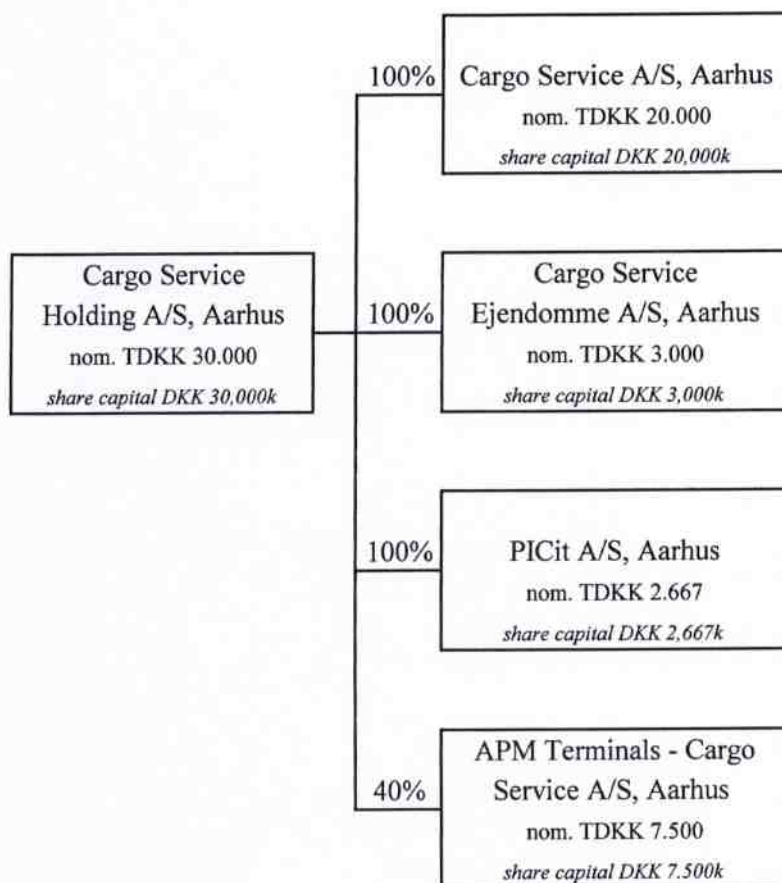 100%
Cargo Service A/S, Aarhus
nom. TDKK 20.000
share capital DKK 20,000k
Cargo Service
Holding A/S, Aarhus
nom. TDKK 30.000
share capital DKK 30,000k
100%
Cargo Service
Ejendomme A/S, Aarhus
nom. TDKK 3.000
share capital DKK 3,000k
100%
PICit A/S, Aarhus
nom. TDKK 2.667
share capital DKK 2,667k
40%
APM Terminals - Cargo
Service A/S, Aarhus
nom. TDKK 7.500
share capital DKK 7.500k